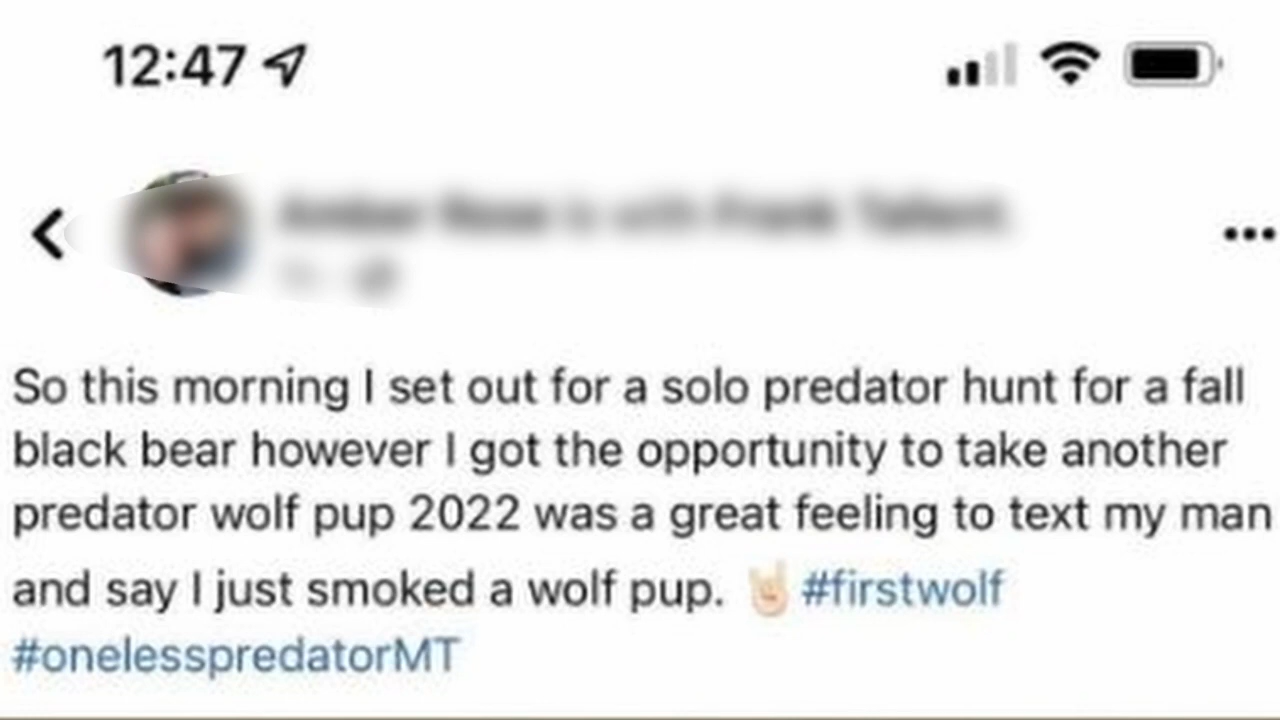 12:47
So this morning I set out for a solo predator hunt for a fall
black bear however I got the opportunity to take another
predator wolf pup 2022 was a great feeling to text my man
and say I just smoked a wolf pup. 🤘🏻 #firstwolf
#onelesspredatorMT